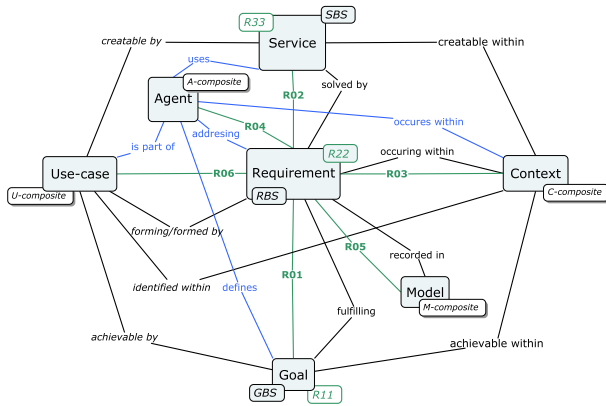 SBS
R33
Service
creatable by
creatable within
uses
A-composite
solved by
Agent
R02
R04
occures within
addresing
is part of
R22
occuring within
Use-case
R06
Requirement
R03
Context
U-composite
RBS
C-composite
forming/formed by
R05
recorded in
R01
identified within
defines
Model
M-composite
fulfilling
achievable by
achievable within
Goal
GBS
R11